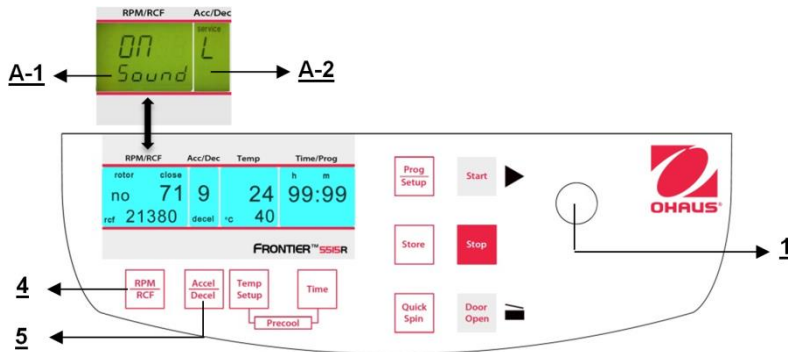 RPM/RCF Acc/Dec
service
ON L
Sound
A-1 A-2
RPM/RCF Acc/Dec Temp Time/Prog
rotor close h m
no 71 9 24 99:99
rcf 21380 decel °C 40
FRONTIER™ 5515R
Prog
Setup
Start
OHAUS®
Store
Stop
1
4
RPM
RCF
Accel
Decel
Temp
Setup
Time
Precool
5
Quick
Spin
Door
Open